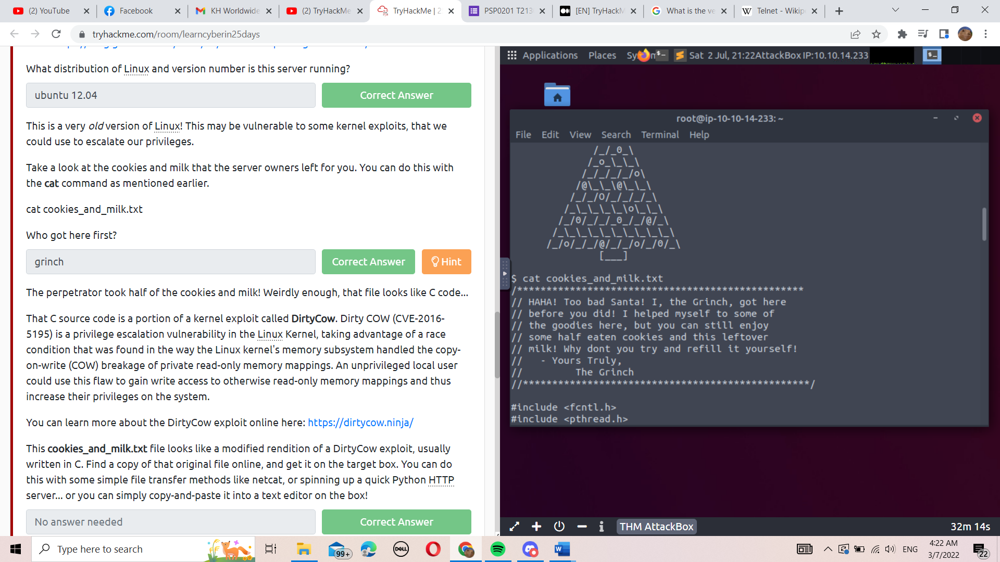 (2) YouTube
Facebook
KH Worldwide
(2) TryHackMe
TryHackMe | 2
PSP0201 T213
[EN] TryHackM
What is the ve
Telnet - Wikip
tryhackme.com/room/learncyberin25days
What distribution of Linux and version number is this server running?
ubuntu 12.04
Correct Answer
This is a very old version of Linux! This may be vulnerable to some kernel exploits, that we
could use to escalate our privileges.
Take a look at the cookies and milk that the server owners left for you. You can do this with
the cat command as mentioned earlier.
cat cookies_and_milk.txt
Who got here first?
grinch
Correct Answer
Hint
The perpetrator took half of the cookies and milk! Weirdly enough, that file looks like C code...
That C source code is a portion of a kernel exploit called DirtyCow. Dirty COW (CVE-2016-
5195) is a privilege escalation vulnerability in the Linux Kernel, taking advantage of a race
condition that was found in the way the Linux kernel's memory subsystem handled the copy-
on-write (COW) breakage of private read-only memory mappings. An unprivileged local user
could use this flaw to gain write access to otherwise read-only memory mappings and thus
increase their privileges on the system.
You can learn more about the DirtyCow exploit online here: https://dirtycow.ninja/
This cookies_and_milk.txt file looks like a modified rendition of a DirtyCow exploit, usually
written in C. Find a copy of that original file online, and get it on the target box. You can do
this with some simple file transfer methods like netcat, or spinning up a quick Python HTTP
server... or you can simply copy-and-paste it into a text editor on the box!
No answer needed
Correct Answer
Applications Places Sat 2 Jul, 21:22 AttackBox IP:10.10.14.233
root@ip-10-10-14-233: ~
File Edit View Search Terminal Help
/_/_0_\
/_o_\_\_\
/_/_/_/_/o\
/@\_\_\@\_\_\
/_/_/O/_/_/_/_\
/_\_\_\_\_\o\_\_\
/_/0/_/_/_0_/_/@/_\
/_\_\_\_\_\_\_\_\_\_\
/_/o/_/_/@/_/_/o/_/0/_\
[___]
$ cat cookies_and_milk.txt
/*************************************************
// HAHA! Too bad Santa! I, the Grinch, got here
// before you did! I helped myself to some of
// the goodies here, but you can still enjoy
// some half eaten cookies and this leftover
// milk! Why dont you try and refill it yourself!
// - Yours Truly,
// The Grinch
//*************************************************/
#include <fcntl.h>
#include <pthread.h>
THM AttackBox
32m 14s
Type here to search
99+
DELL
ENG
4:22 AM
3/7/2022
22